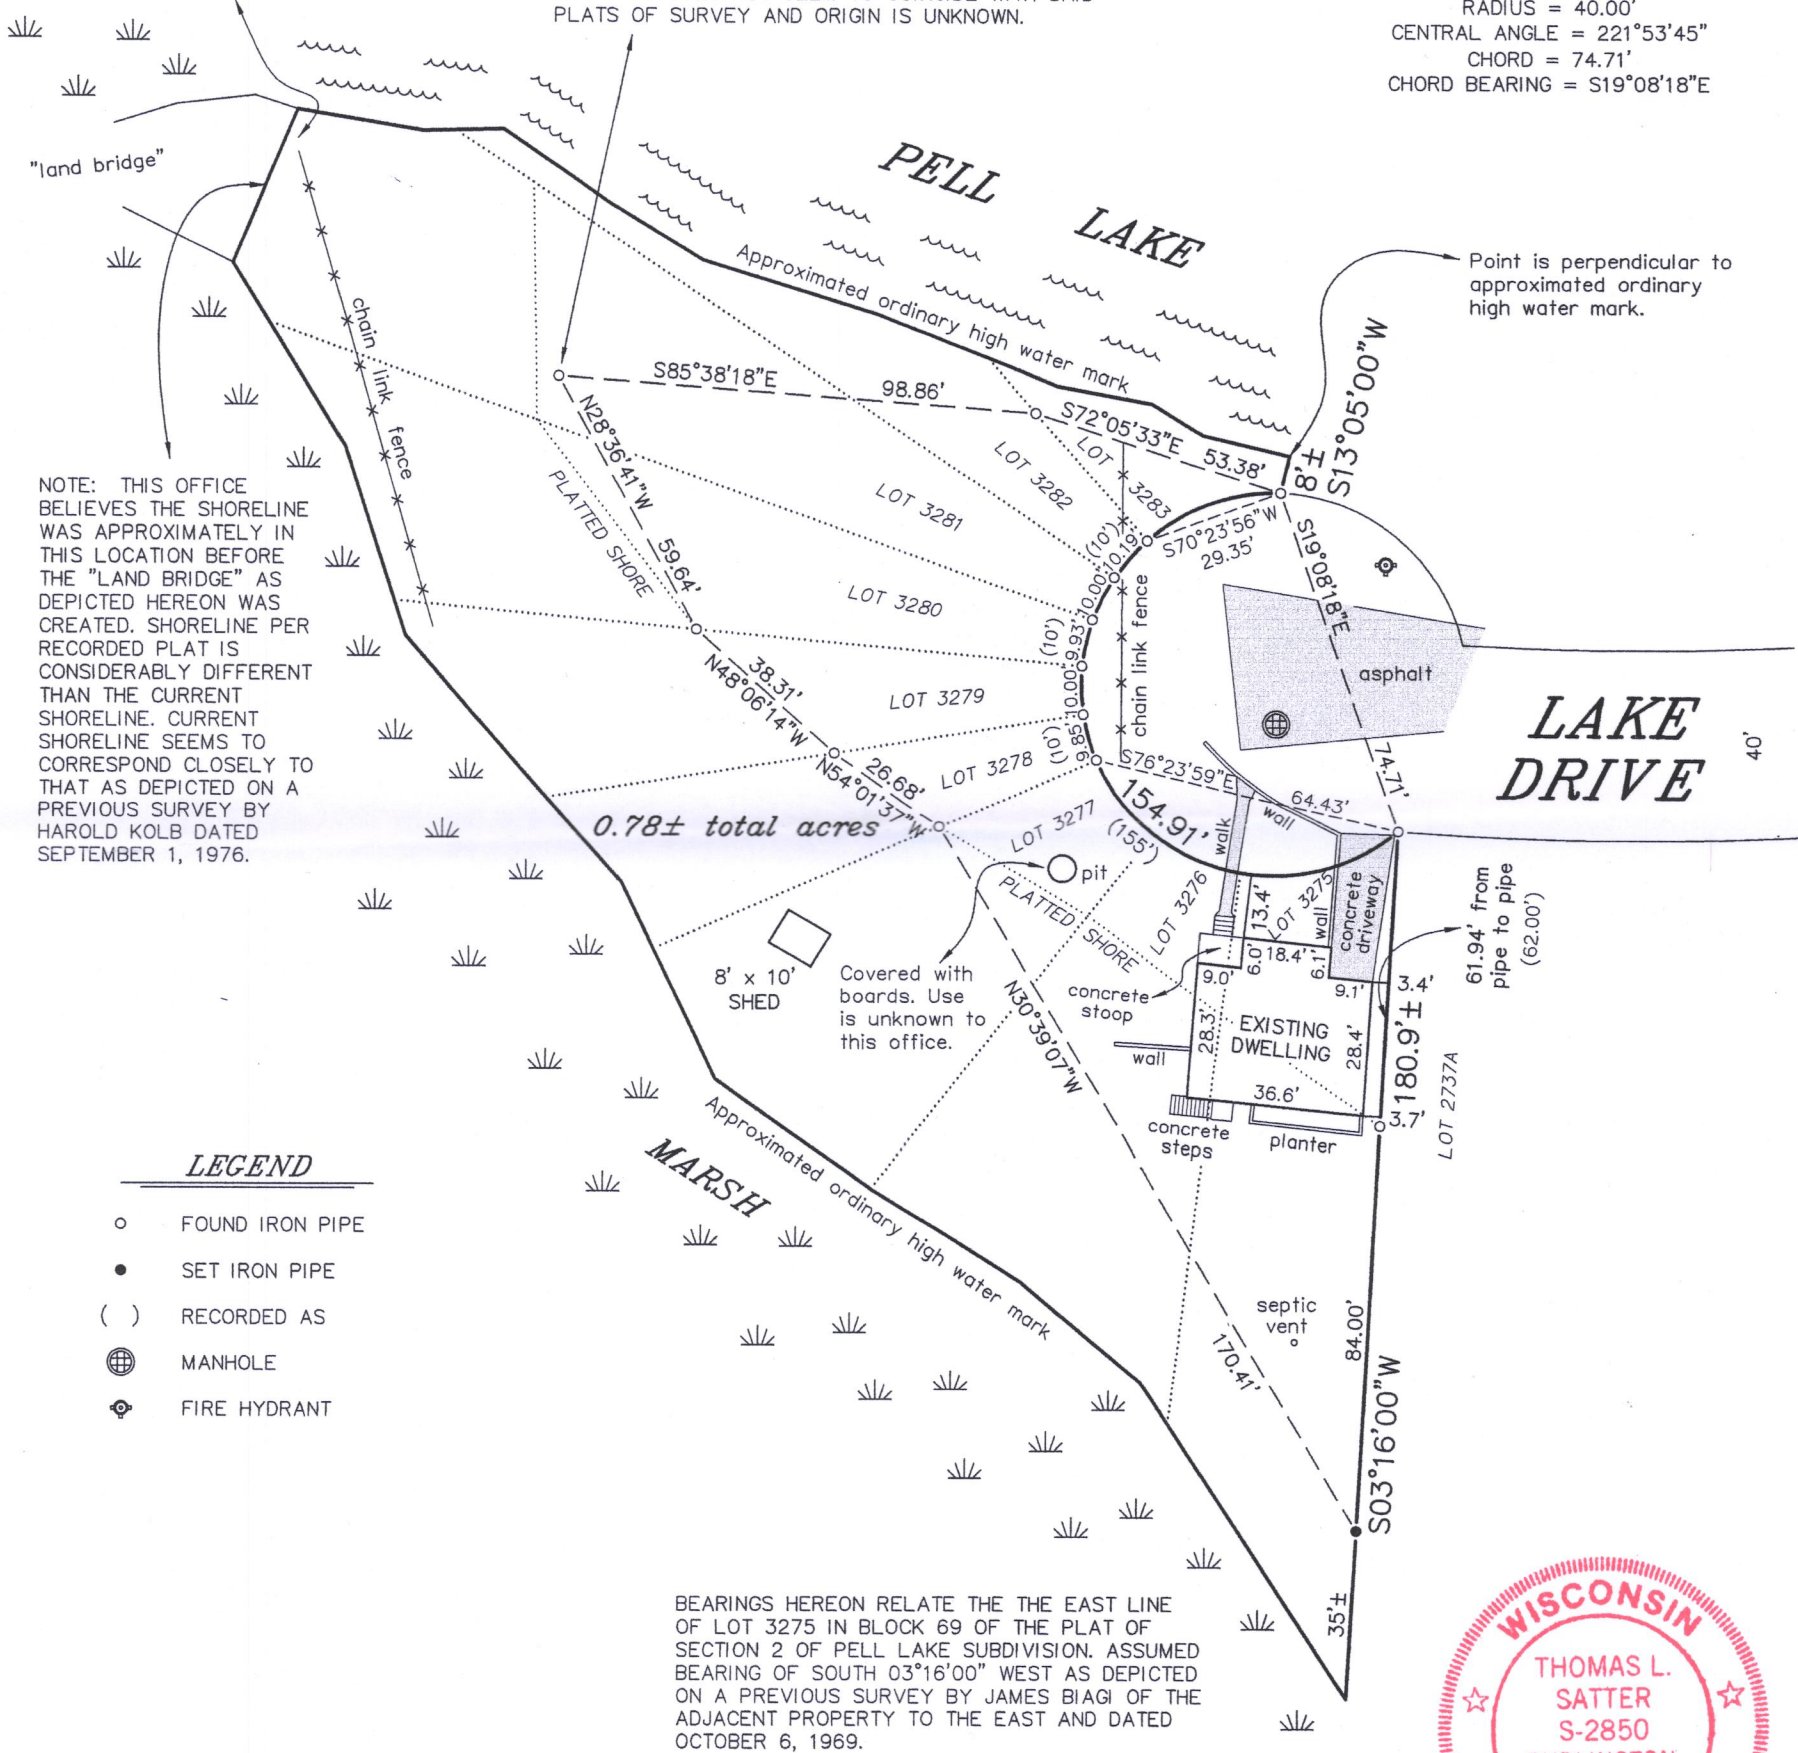 PLATS OF SURVEY AND ORIGIN IS UNKNOWN.
RADIUS = 40.00'
CENTRAL ANGLE = 221°53'45"
CHORD = 74.71'
CHORD BEARING = S19°08'18"E
"land bridge"
PELL LAKE
Approximated ordinary high water mark
Point is perpendicular to
approximated ordinary
high water mark.
chain link fence
S85°38'18"E 98.86'
S72°05'33"E 53.38'
8'±
S13°05'00"W
N28°36'41"W 59.64'
PLATTED SHORE
LOT 3283
LOT 3282
LOT 3281
LOT 3280
LOT 3279
LOT 3278
LOT 3277
(10')
10.19'
10.00'
(10')
9.93'
10.00'
(10')
9.85'
S70°23'56"W
29.35'
S19°08'18"E
74.71'
chain link fence
asphalt
NOTE: THIS OFFICE
BELIEVES THE SHORELINE
WAS APPROXIMATELY IN
THIS LOCATION BEFORE
THE "LAND BRIDGE" AS
DEPICTED HEREON WAS
CREATED. SHORELINE PER
RECORDED PLAT IS
CONSIDERABLY DIFFERENT
THAN THE CURRENT
SHORELINE. CURRENT
SHORELINE SEEMS TO
CORRESPOND CLOSELY TO
THAT AS DEPICTED ON A
PREVIOUS SURVEY BY
HAROLD KOLB DATED
SEPTEMBER 1, 1976.
38.31'
N48°06'14"W
26.68'
N54°01'37"W
S76°23'59"E
64.43'
154.91'
(155')
walk
wall
LAKE
DRIVE
40'
0.78± total acres
pit
PLATTED SHORE
LOT 3276
13.4'
LOT 3275
wall
concrete
driveway
61.94' from
pipe to pipe
(62.00')
8' x 10'
SHED
Covered with
boards. Use
is unknown to
this office.
concrete
stoop
9.0'
6.0'
18.4'
6.1'
9.1'
3.4'
N30°39'07"W
170.41'
28.3'
EXISTING
DWELLING
28.4'
wall
36.6'
3.7'
180.9'±
LOT 2737A
concrete
steps
planter
MARSH
Approximated ordinary high water mark
LEGEND
FOUND IRON PIPE
SET IRON PIPE
( ) RECORDED AS
MANHOLE
FIRE HYDRANT
septic
vent
84.00'
S03°16'00"W
35'±
BEARINGS HEREON RELATE THE THE EAST LINE
OF LOT 3275 IN BLOCK 69 OF THE PLAT OF
SECTION 2 OF PELL LAKE SUBDIVISION. ASSUMED
BEARING OF SOUTH 03°16'00" WEST AS DEPICTED
ON A PREVIOUS SURVEY BY JAMES BIAGI OF THE
ADJACENT PROPERTY TO THE EAST AND DATED
OCTOBER 6, 1969.
WISCONSIN
THOMAS L.
SATTER
S-2850